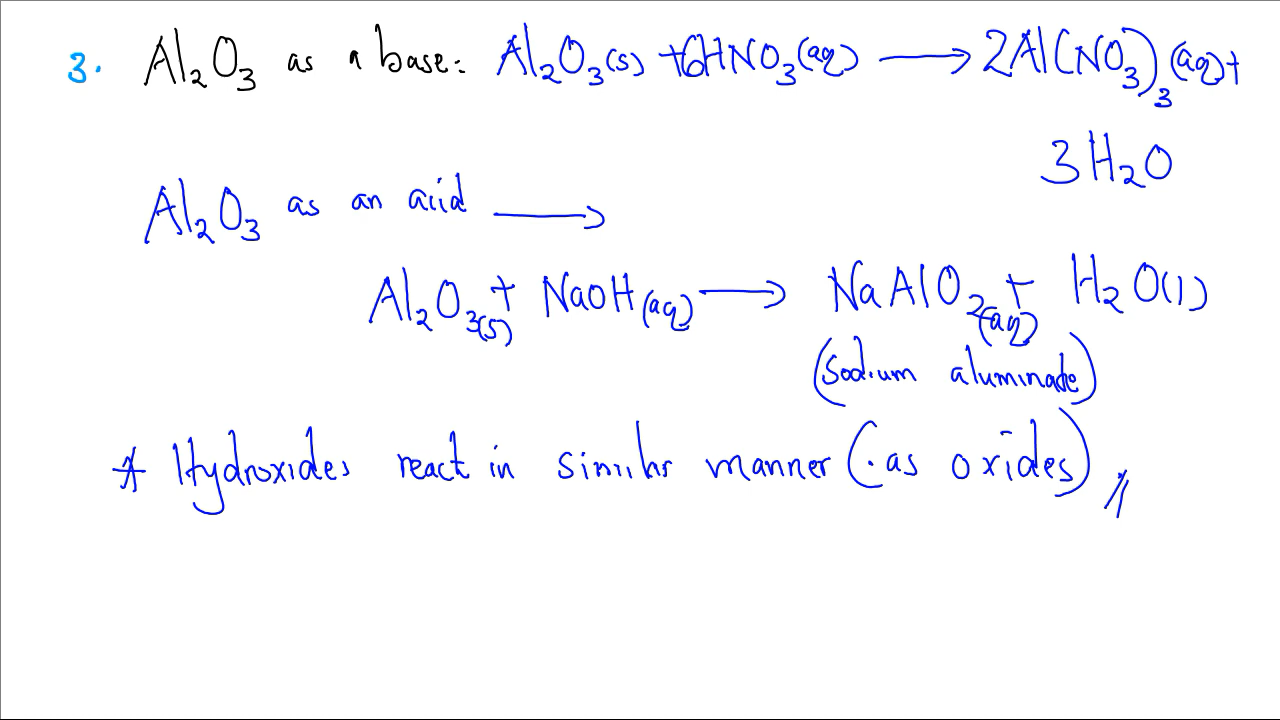 3. Al₂O₃ as a base: Al₂O₃(s) + 6HNO₃(aq) ⟶ 2Al(NO₃)₃(aq) +
3H₂O
Al₂O₃ as an acid ⟶
Al₂O₃(s) + NaOH(aq) ⟶ NaAlO₂(aq) + H₂O(l)
(Sodium aluminate)
* Hydroxides react in similar manner (as oxides)